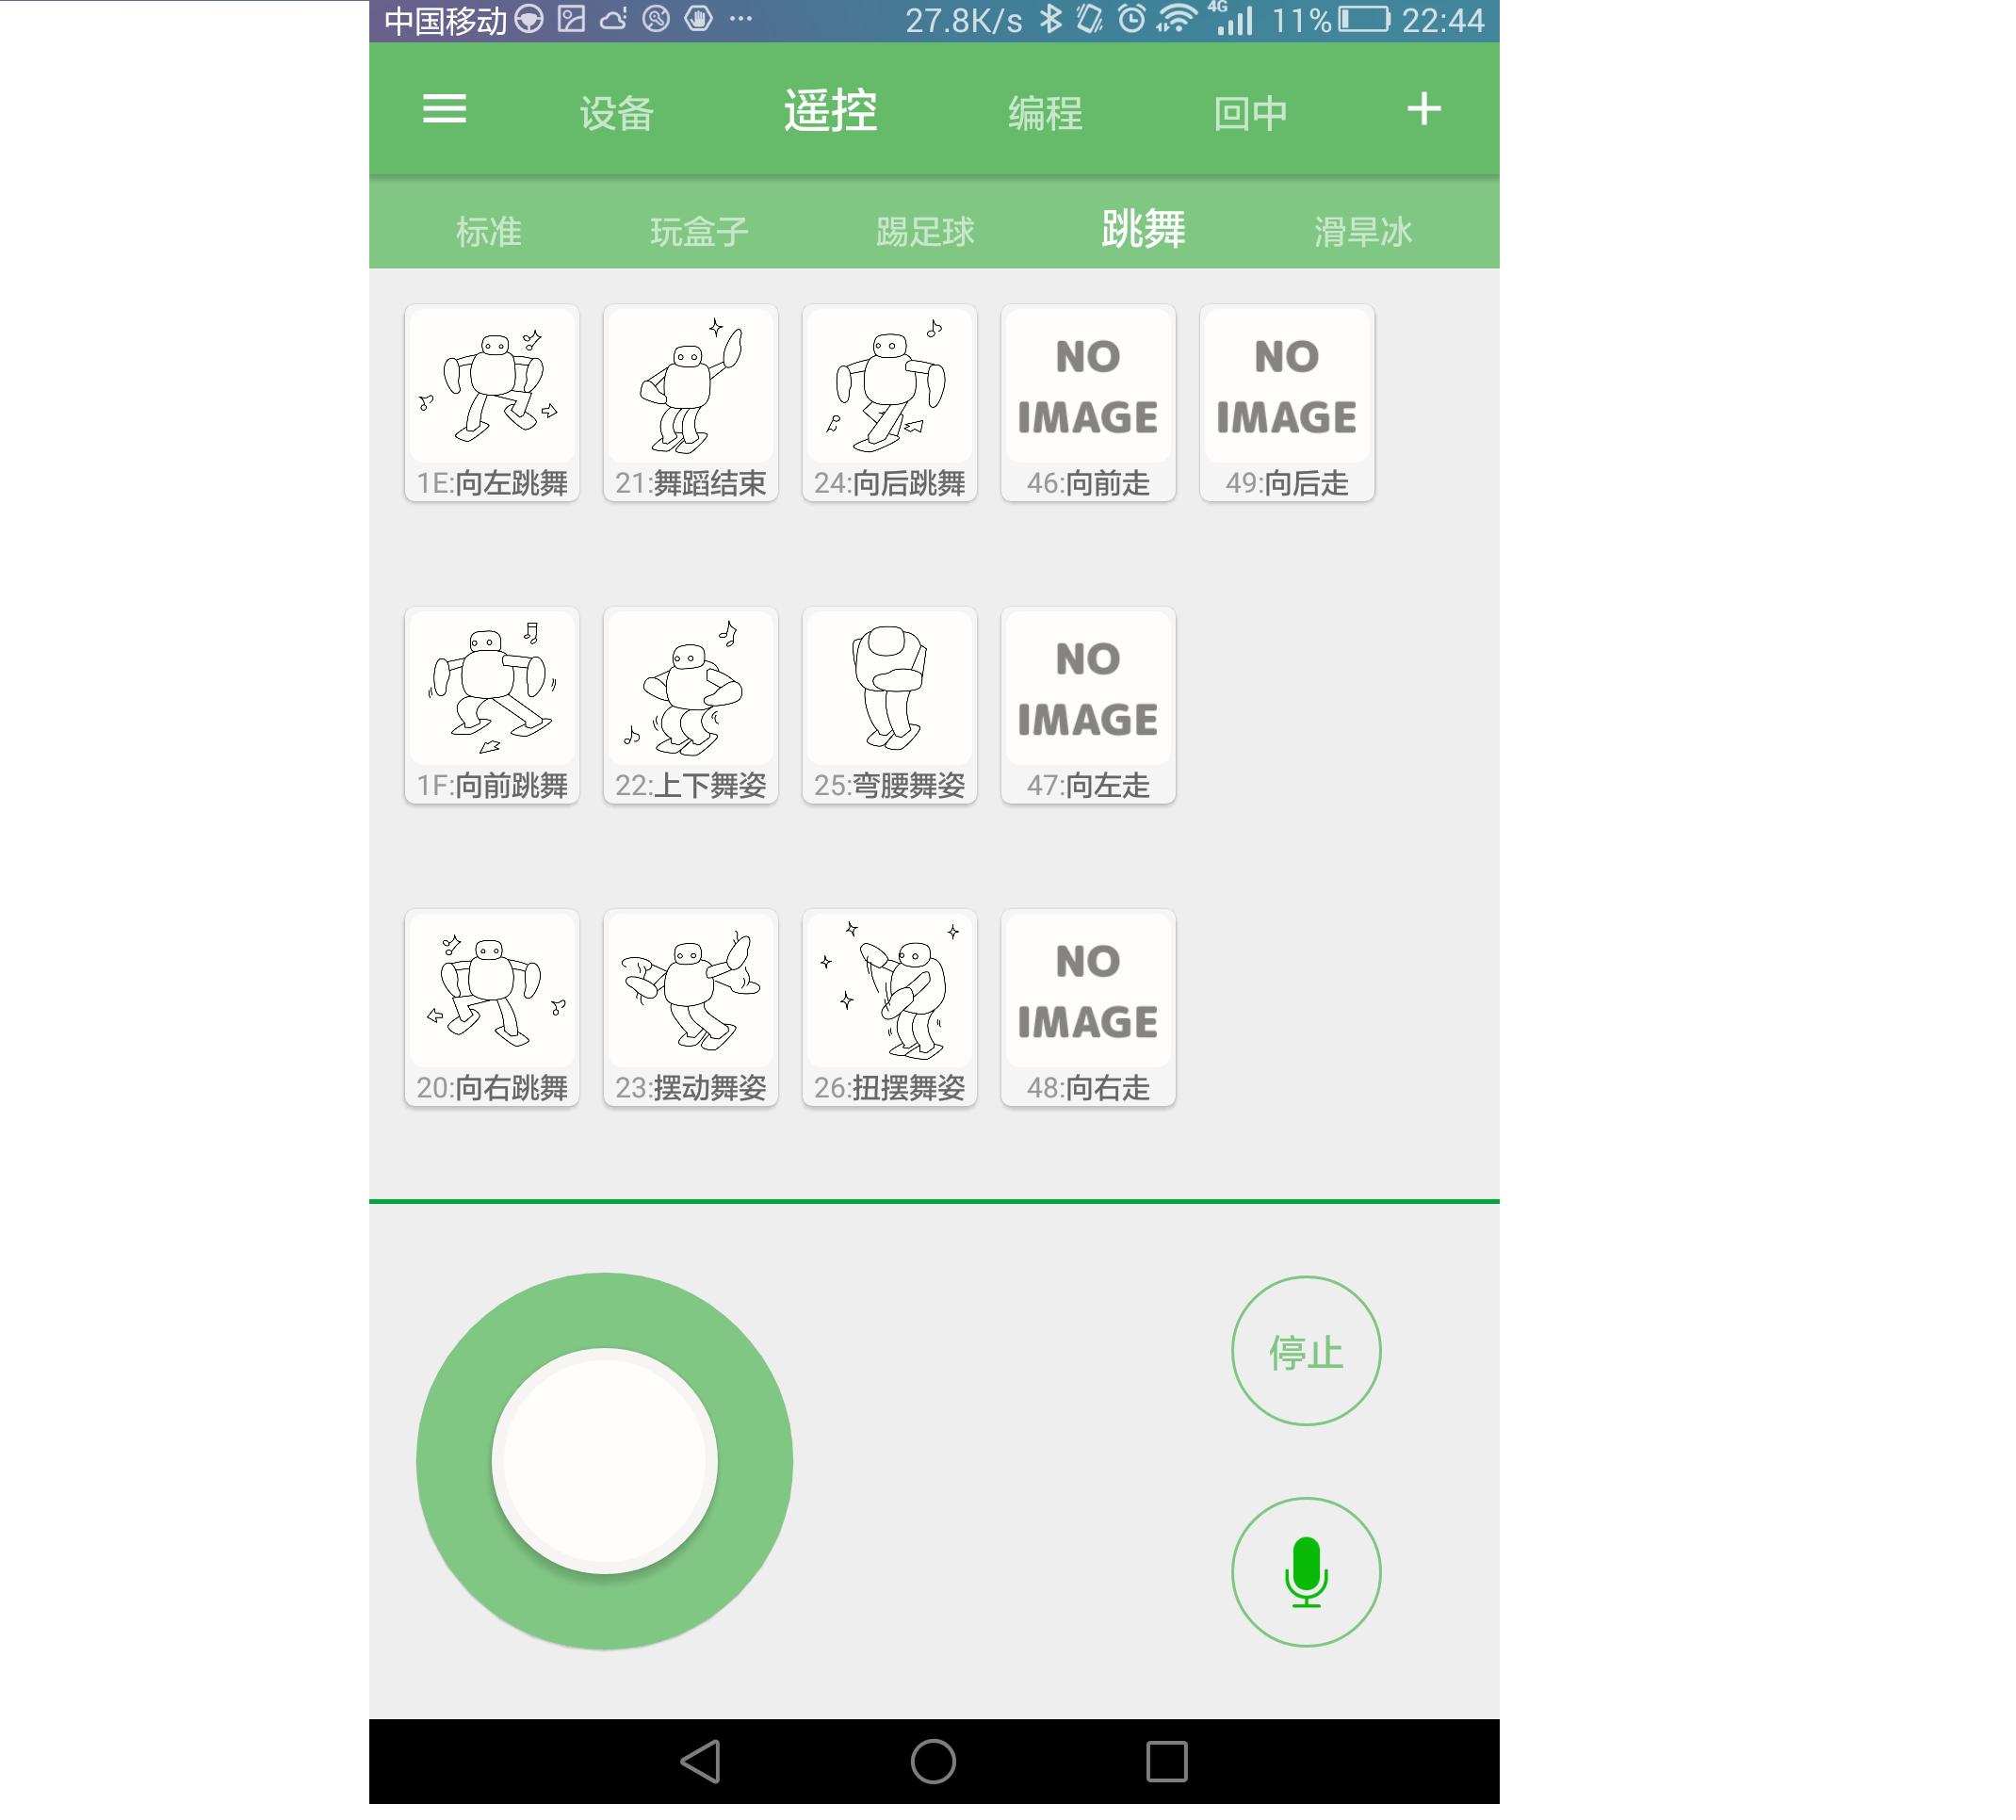 中国移动 ... 27.8K/s 4G 11% 22:44
设备 遥控 编程 回中 +
标准 玩盒子 踢足球 跳舞 滑旱冰
NO IMAGE NO IMAGE
1E:向左跳舞 21:舞蹈结束 24:向后跳舞 46:向前走 49:向后走
NO IMAGE
1F:向前跳舞 22:上下舞姿 25:弯腰舞姿 47:向左走
NO IMAGE
20:向右跳舞 23:摆动舞姿 26:扭摆舞姿 48:向右走
停止